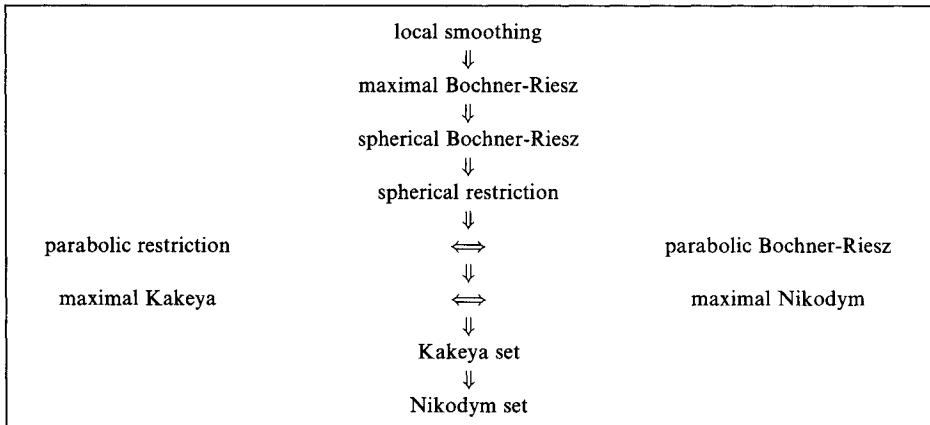 local smoothing
⇓
maximal Bochner-Riesz
⇓
spherical Bochner-Riesz
⇓
spherical restriction
⇓
parabolic restriction ⇔ parabolic Bochner-Riesz
⇓
maximal Kakeya ⇔ maximal Nikodym
⇓
Kakeya set
⇓
Nikodym set